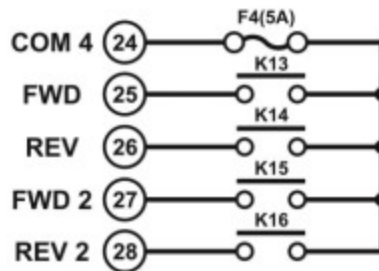 F4(5A)
COM 4 24
K13
FWD 25
K14
REV 26
K15
FWD 2 27
K16
REV 2 28